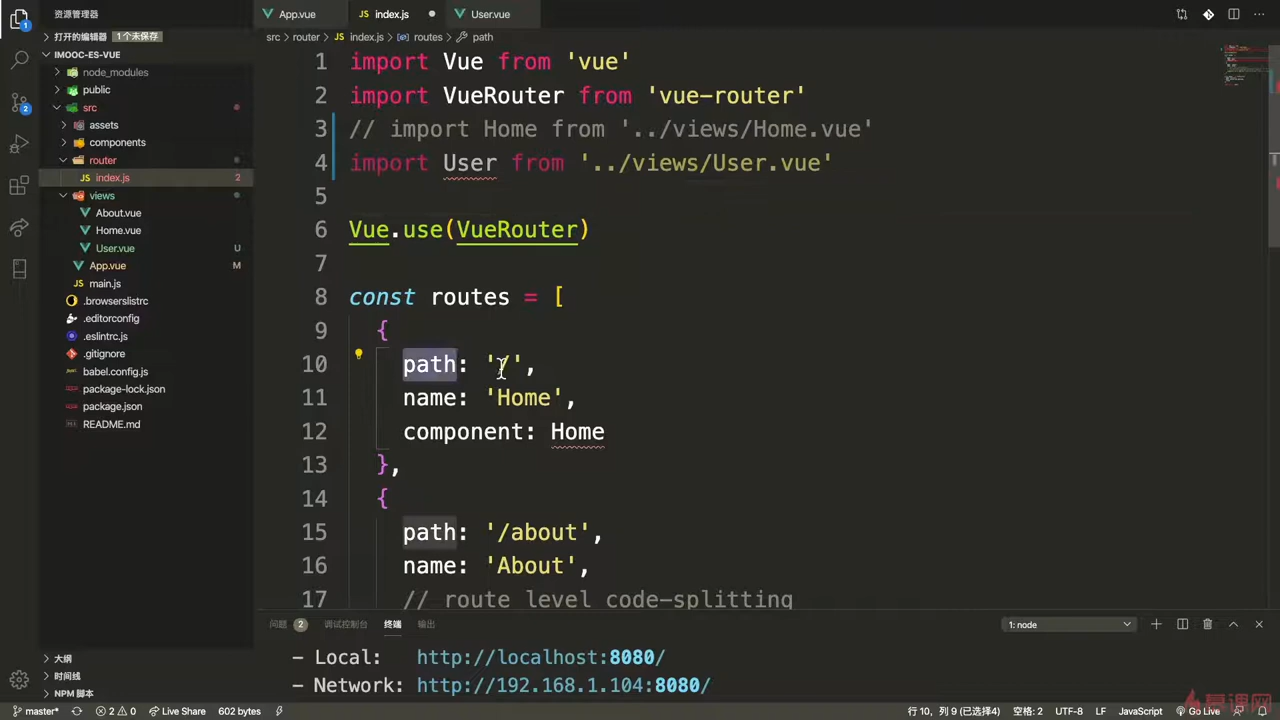 资源管理器
App.vue
index.js
User.vue
打开的编辑器 1 个未保存
src › router › index.js › routes › path
IMOOC-ES-VUE
node_modules
public
src
assets
components
router
index.js 2
views
About.vue
Home.vue
User.vue U
App.vue M
main.js
.browserslistrc
.editorconfig
.eslintrc.js
.gitignore
babel.config.js
package-lock.json
package.json
README.md
大纲
时间线
NPM 脚本
1 import Vue from 'vue'
2 import VueRouter from 'vue-router'
3 // import Home from '../views/Home.vue'
4 import User from '../views/User.vue'
5
6 Vue.use(VueRouter)
7
8 const routes = [
9 {
10 path: '/',
11 name: 'Home',
12 component: Home
13 },
14 {
15 path: '/about',
16 name: 'About',
17 // route level code-splitting
问题 2 调试控制台 终端 输出
1: node
- Local: http://localhost:8080/
- Network: http://192.168.1.104:8080/
master* 2 0 Live Share 602 bytes
行 10，列 9 (已选择4) 空格: 2 UTF-8 LF JavaScript Go Live
慕课网